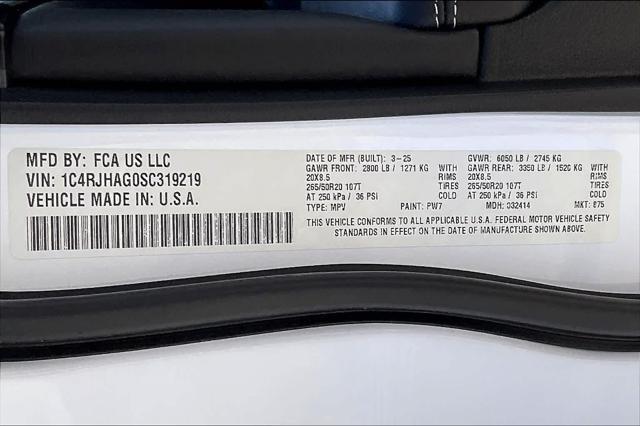 MFD BY: FCA US LLC
VIN: 1C4RJHAG0SC319219
VEHICLE MADE IN: U.S.A.
DATE OF MFR (BUILT): 3-25 GVWR: 6050 LB / 2745 KG
GAWR FRONT: 2800 LB / 1271 KG GAWR REAR: 3350 LB / 1520 KG
20X8.5 RIMS 20X8.5 RIMS
265/50R20 107T TIRES 265/50R20 107T TIRES
AT 250 kPa / 36 PSI COLD AT 250 kPa / 36 PSI COLD
TYPE: MPV PAINT: PW7 MDH: 032414 MKT: 875
THIS VEHICLE CONFORMS TO ALL APPLICABLE U.S.A. FEDERAL MOTOR VEHICLE SAFETY
STANDARDS IN EFFECT ON THE DATE OF MANUFACTURE SHOWN ABOVE.